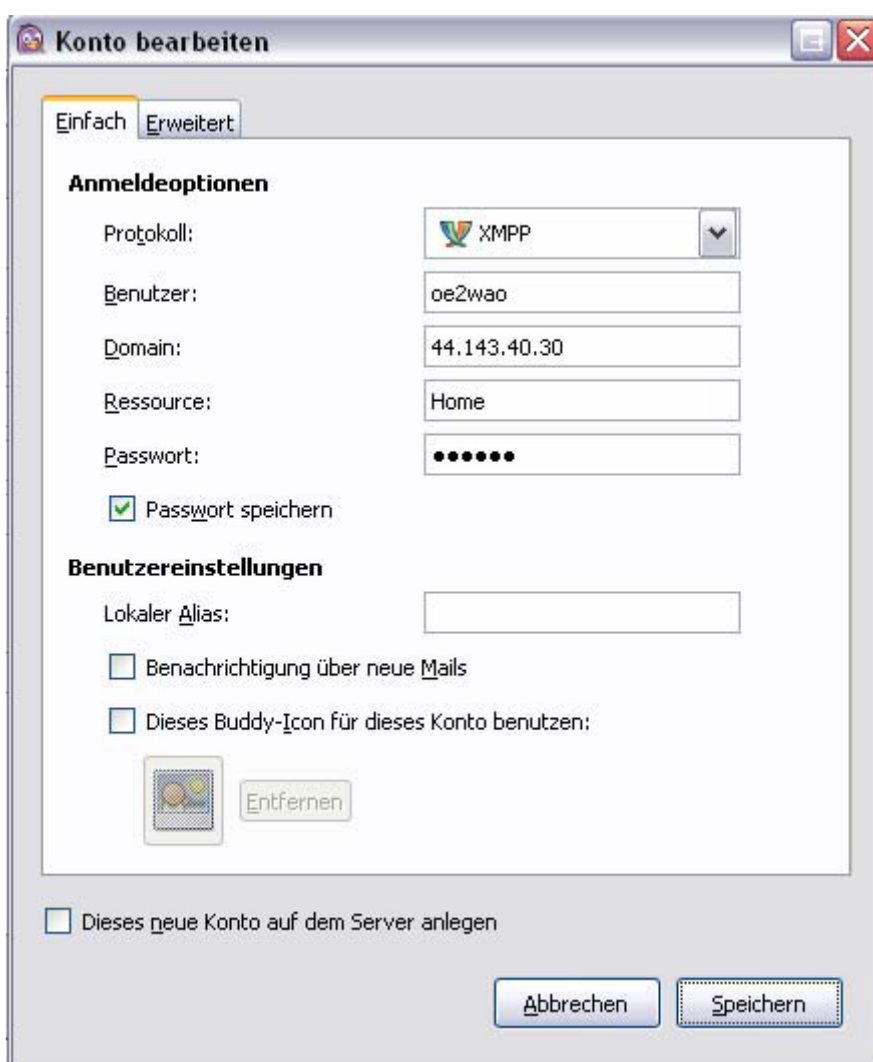 Konto bearbeiten
Einfach Erweitert
Anmeldeoptionen
Protokoll: XMPP
Benutzer: oe2wao
Domain: 44.143.40.30
Ressource: Home
Passwort: ●●●●●●
Passwort speichern
Benutzereinstellungen
Lokaler Alias:
Benachrichtigung über neue Mails
Dieses Buddy-Icon für dieses Konto benutzen:
Entfernen
Dieses neue Konto auf dem Server anlegen
Abbrechen Speichern